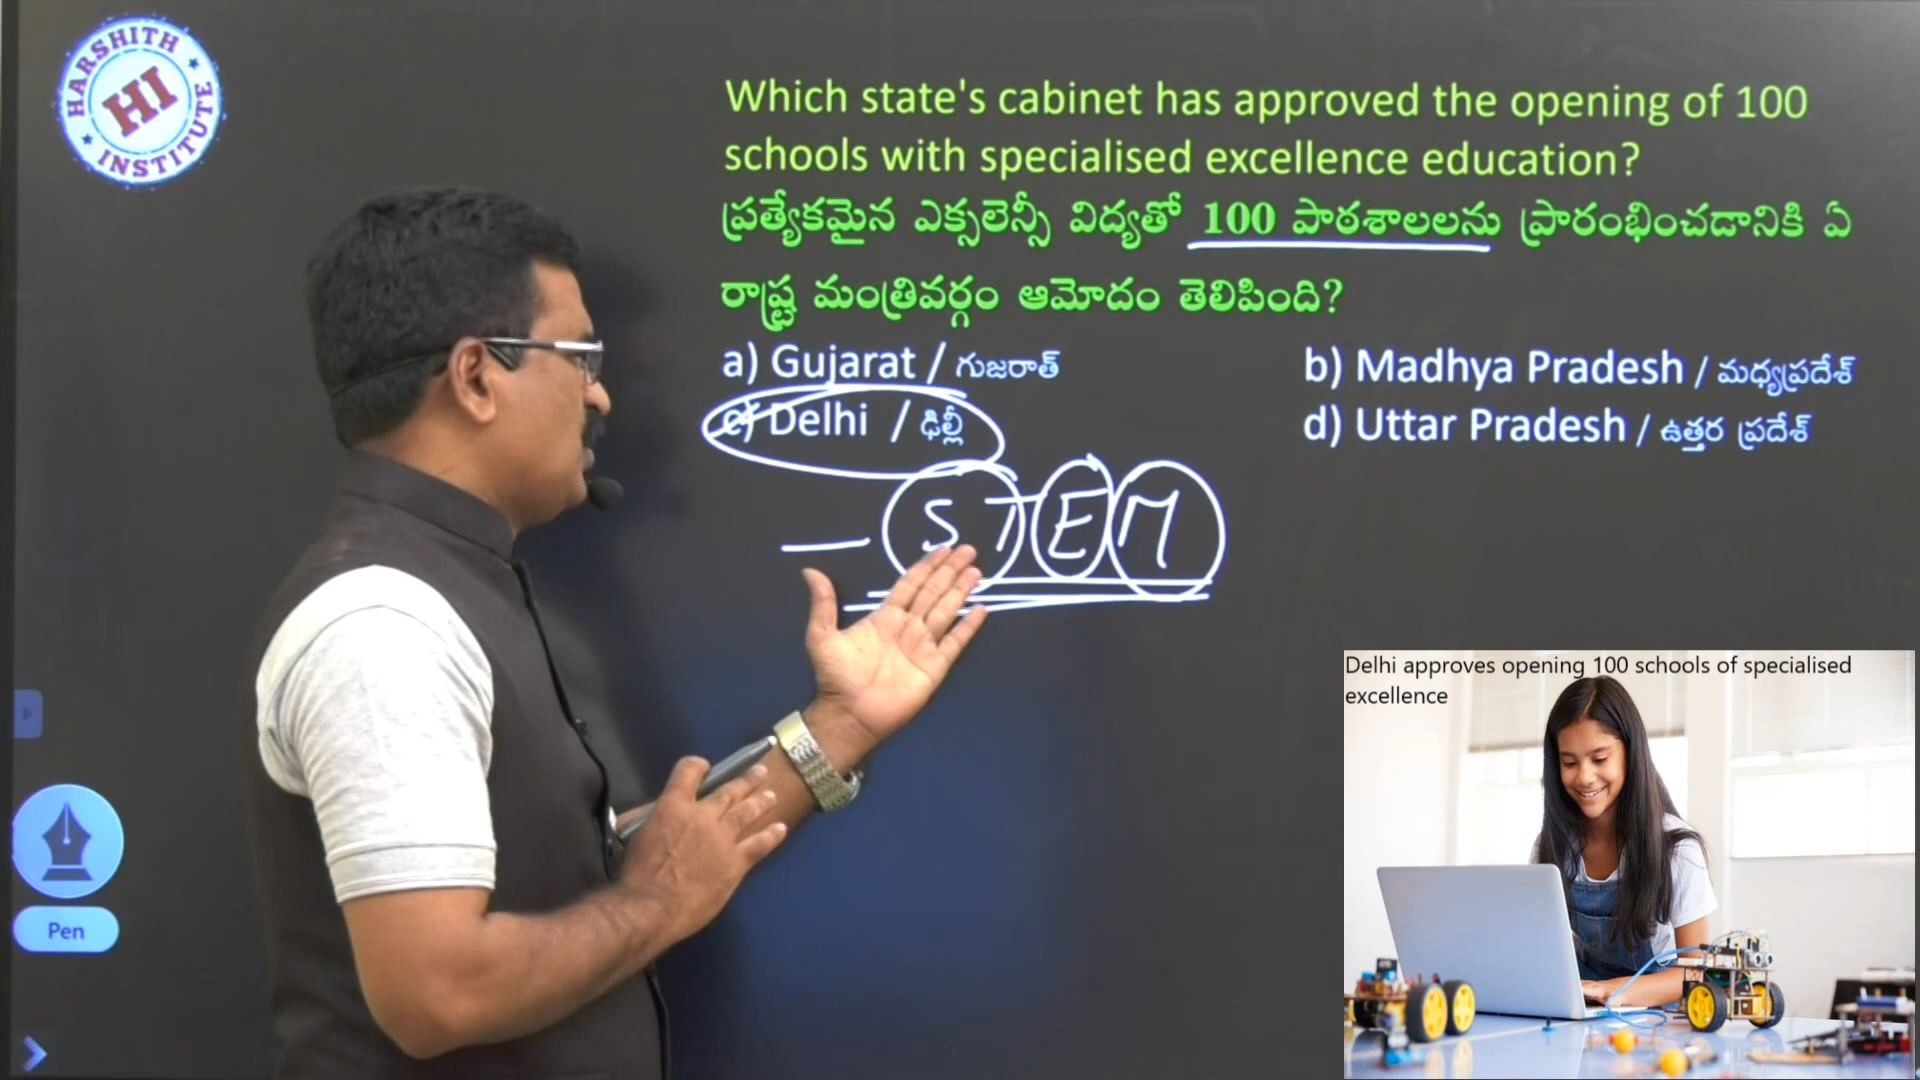 HARSHITH
HI
INSTITUTE
Which state's cabinet has approved the opening of 100
schools with specialised excellence education?
ప్రత్యేకమైన ఎక్సలెన్సీ విద్యతో 100 పాఠశాలలను ప్రారంభించడానికి ఏ
రాష్ట్ర మంత్రివర్గం ఆమోదం తెలిపింది?
a) Gujarat / గుజరాత్
b) Madhya Pradesh / మధ్యప్రదేశ్
c) Delhi / ఢిల్లీ
d) Uttar Pradesh / ఉత్తర ప్రదేశ్
STEM
Delhi approves opening 100 schools of specialised
excellence
Pen